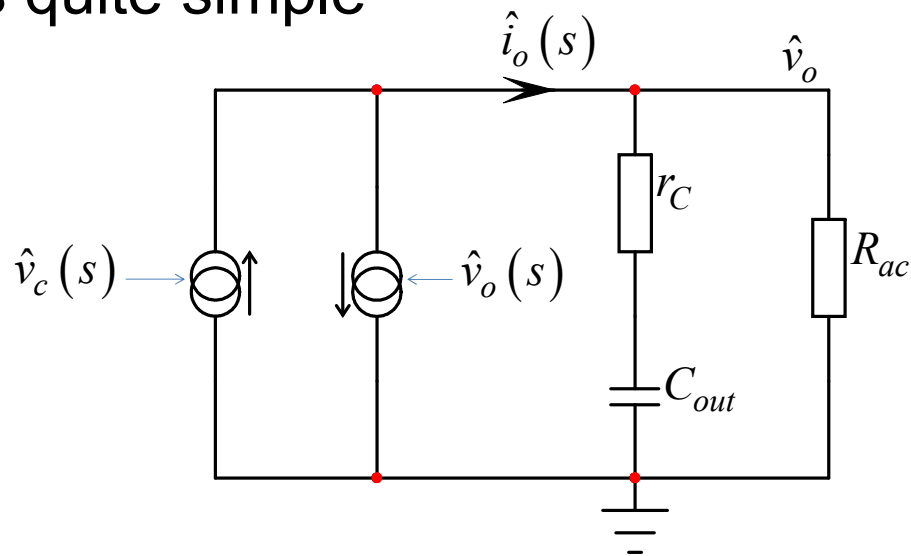 s quite simple
î_o(s)
v̂_o
r_C
v̂_c(s)
v̂_o(s)
R_ac
C_out